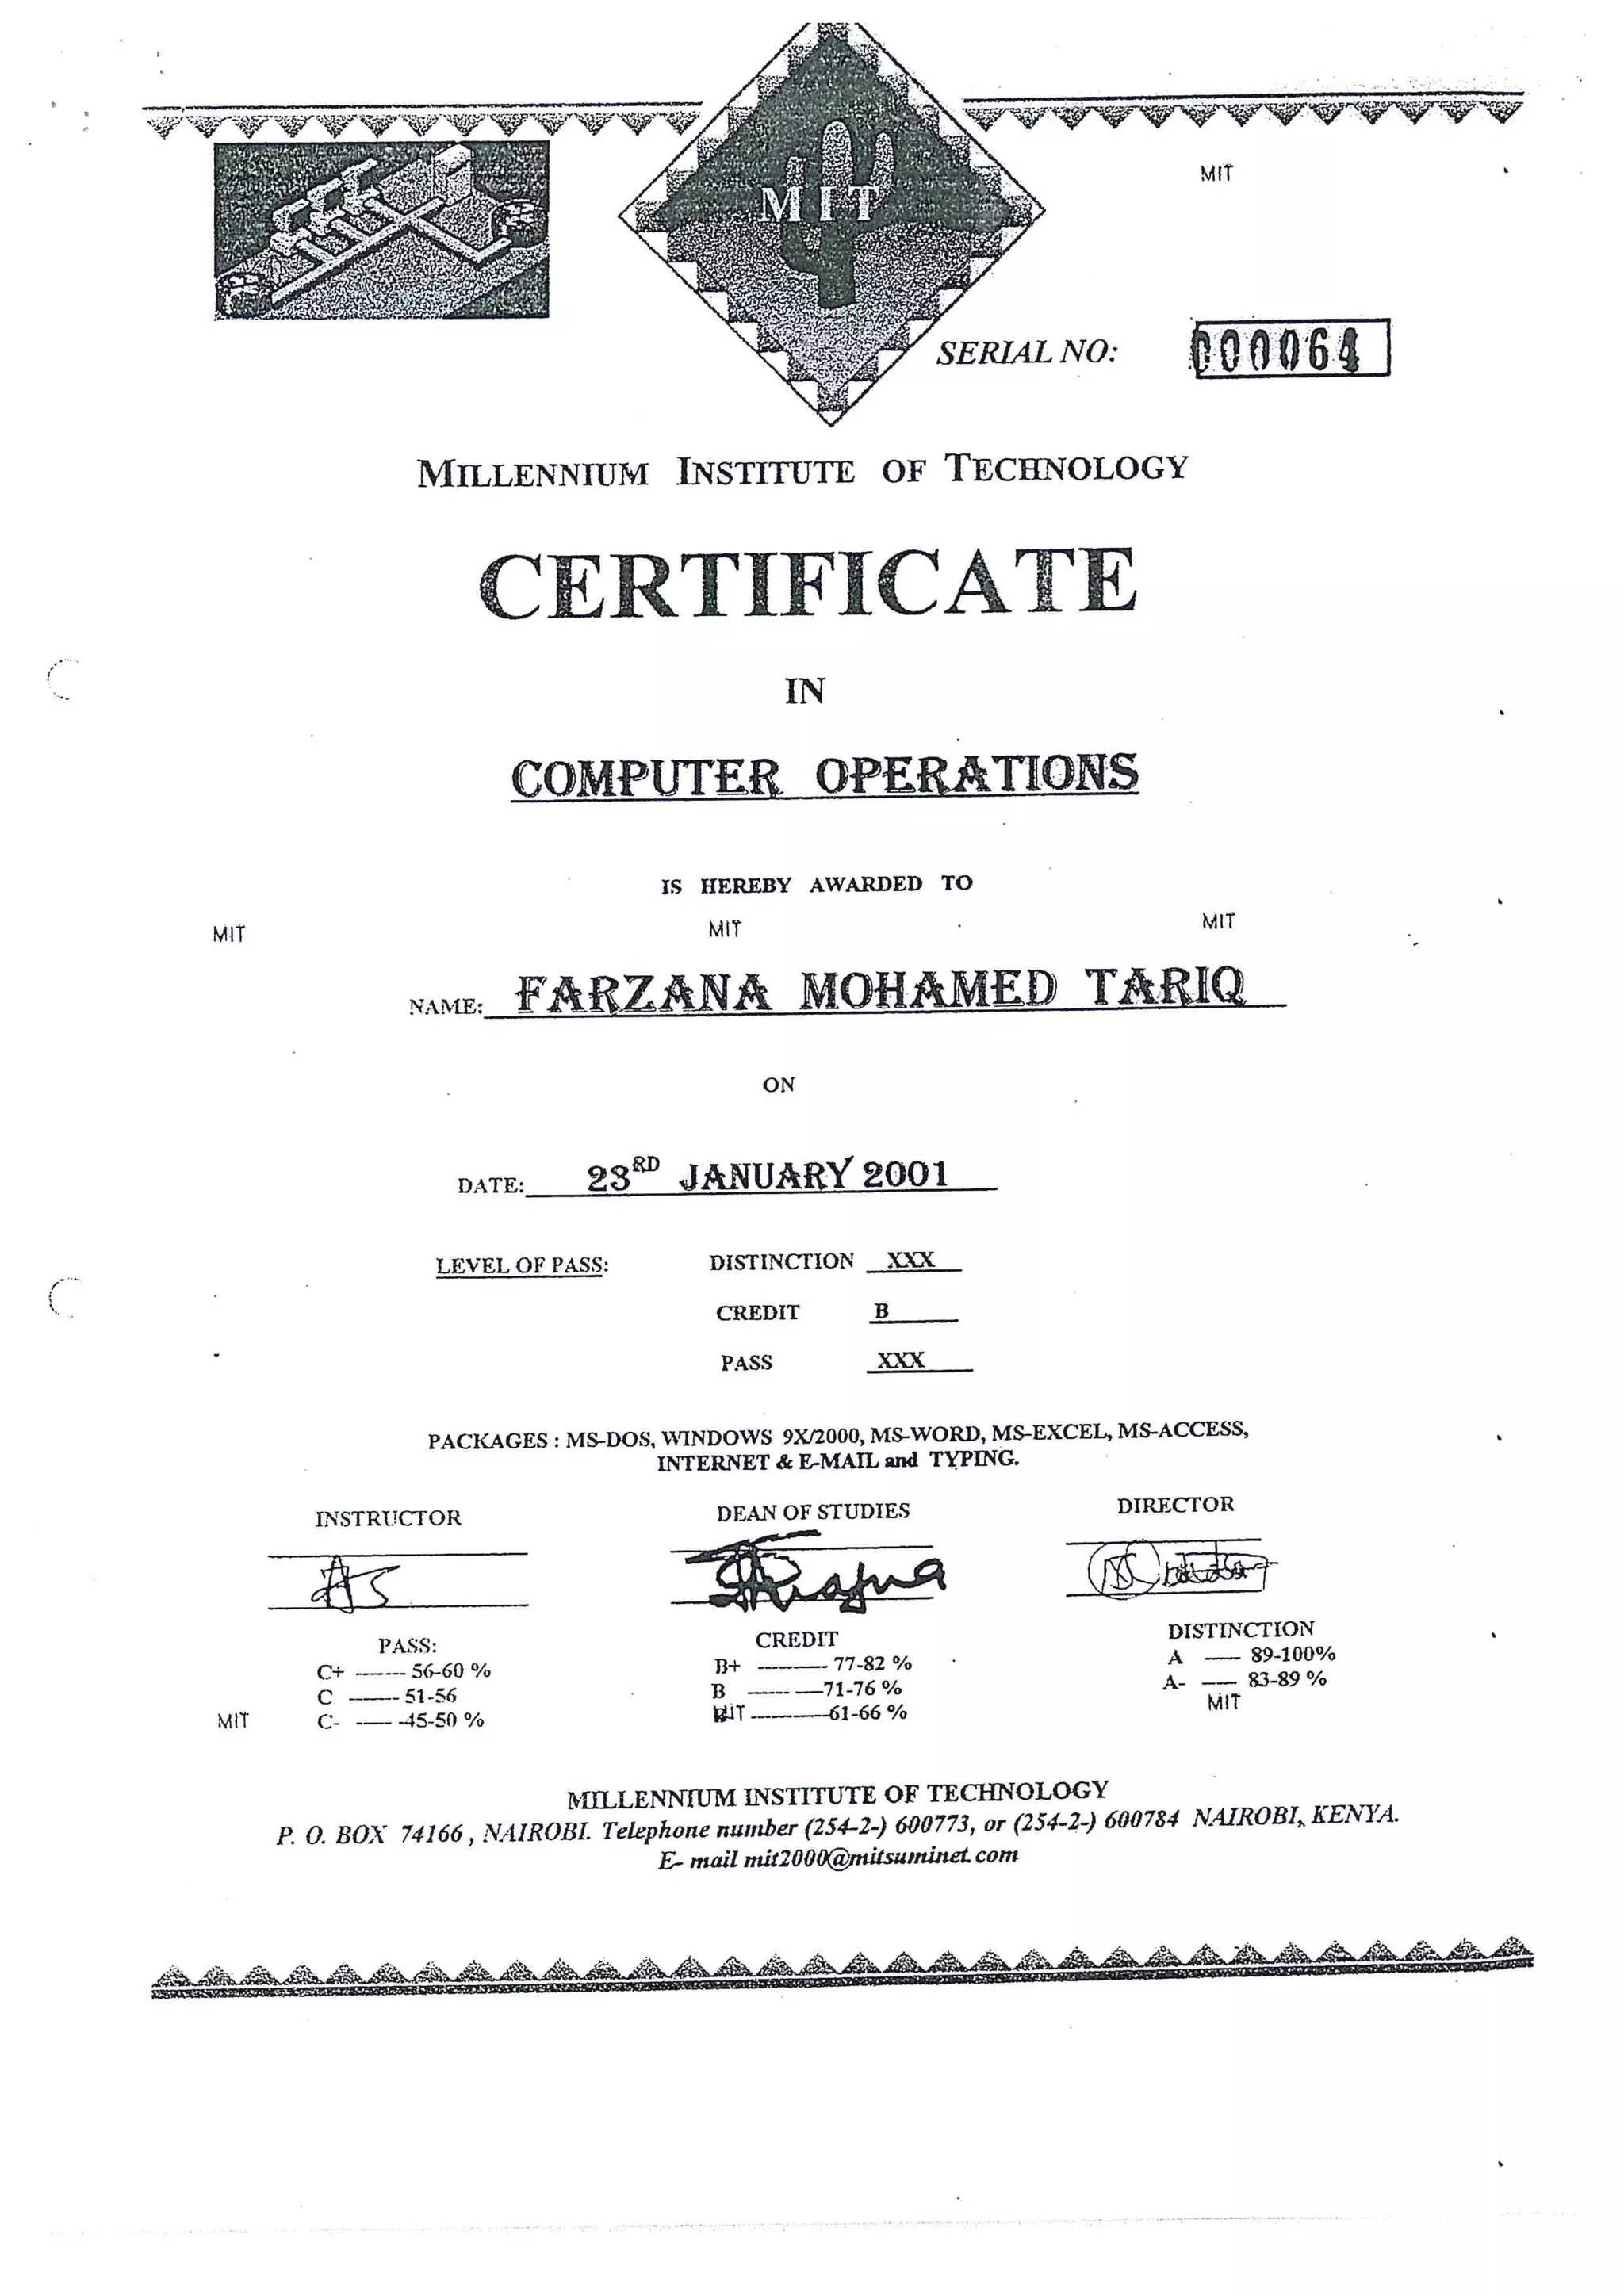 MIT
MIT
SERIAL NO: 000064
MILLENNIUM INSTITUTE OF TECHNOLOGY
CERTIFICATE
IN
COMPUTER OPERATIONS
IS HEREBY AWARDED TO
MIT MIT MIT
NAME: FARZANA MOHAMED TARIQ
ON
DATE: 23RD JANUARY 2001
LEVEL OF PASS: DISTINCTION XXX
CREDIT B
PASS XXX
PACKAGES : MS-DOS, WINDOWS 9X/2000, MS-WORD, MS-EXCEL, MS-ACCESS,
INTERNET & E-MAIL and TYPING.
INSTRUCTOR DEAN OF STUDIES DIRECTOR
PASS: CREDIT DISTINCTION
C+ ------ 56-60 % B+ -------- 77-82 % A ---- 89-100%
C ------ 51-56 B ---- ---71-76 % A- ---- 83-89 %
MIT C- ---- -45-50 % MIT ---------61-66 % MIT
MILLENNIUM INSTITUTE OF TECHNOLOGY
P. O. BOX 74166 , NAIROBI. Telephone number (254-2-) 600773, or (254-2-) 600784 NAIROBI, KENYA.
E- mail mit2000@mitsuminet.com